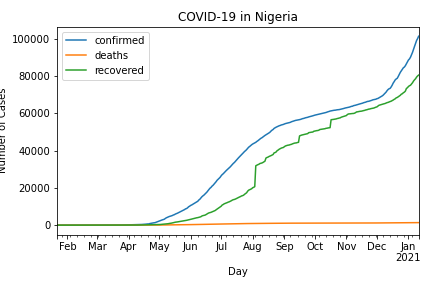 COVID-19 in Nigeria
confirmed
deaths
recovered
100000
80000
60000
40000
20000
0
Number of Cases
Feb Mar Apr May Jun Jul Aug Sep Oct Nov Dec Jan
2021
Day